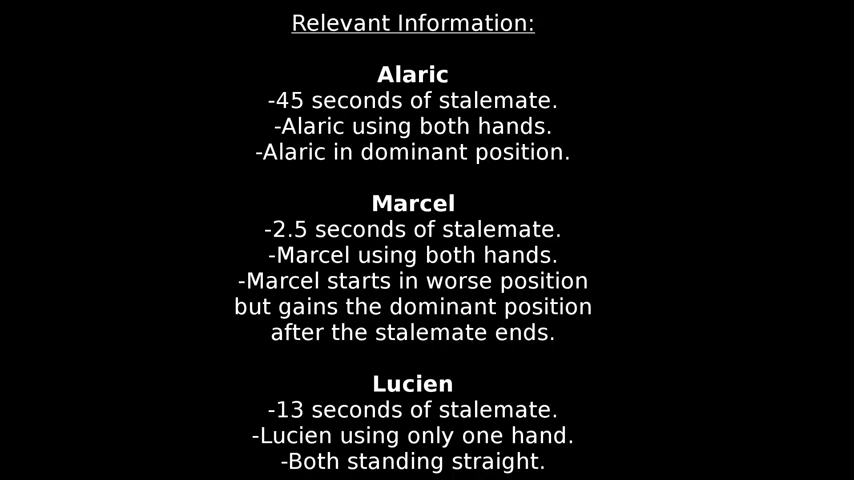 Relevant Information:
Alaric
-45 seconds of stalemate.
-Alaric using both hands.
-Alaric in dominant position.
Marcel
-2.5 seconds of stalemate.
-Marcel using both hands.
-Marcel starts in worse position
but gains the dominant position
after the stalemate ends.
Lucien
-13 seconds of stalemate.
-Lucien using only one hand.
-Both standing straight.